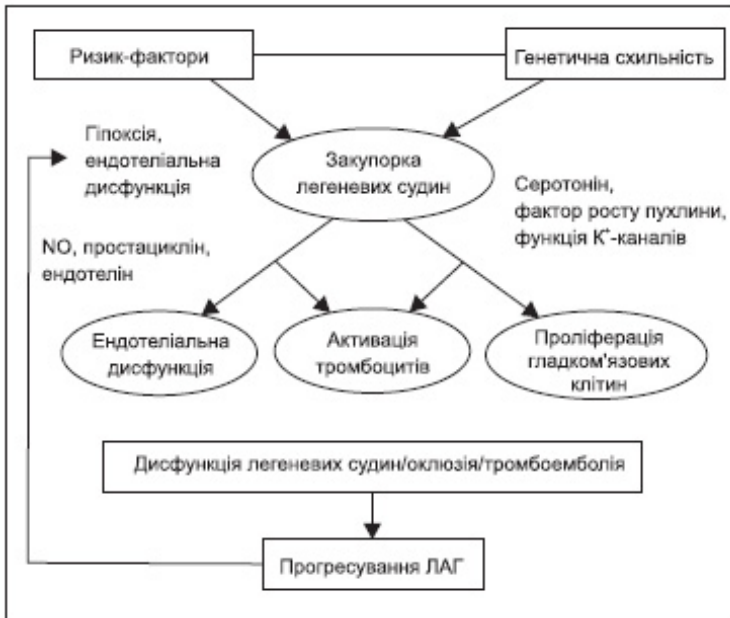 Ризик-фактори
Генетична схильність
Гіпоксія,
ендотеліальна
дисфункція
Закупорка
легеневих судин
Серотонін,
фактор росту пухлини,
функція К⁺-каналів
NO, простациклін,
ендотелін
Ендотеліальна
дисфункція
Активація
тромбоцитів
Проліферація
гладком'язових
клітин
Дисфункція легеневих судин/оклюзія/тромбоемболія
Прогресування ЛАГ